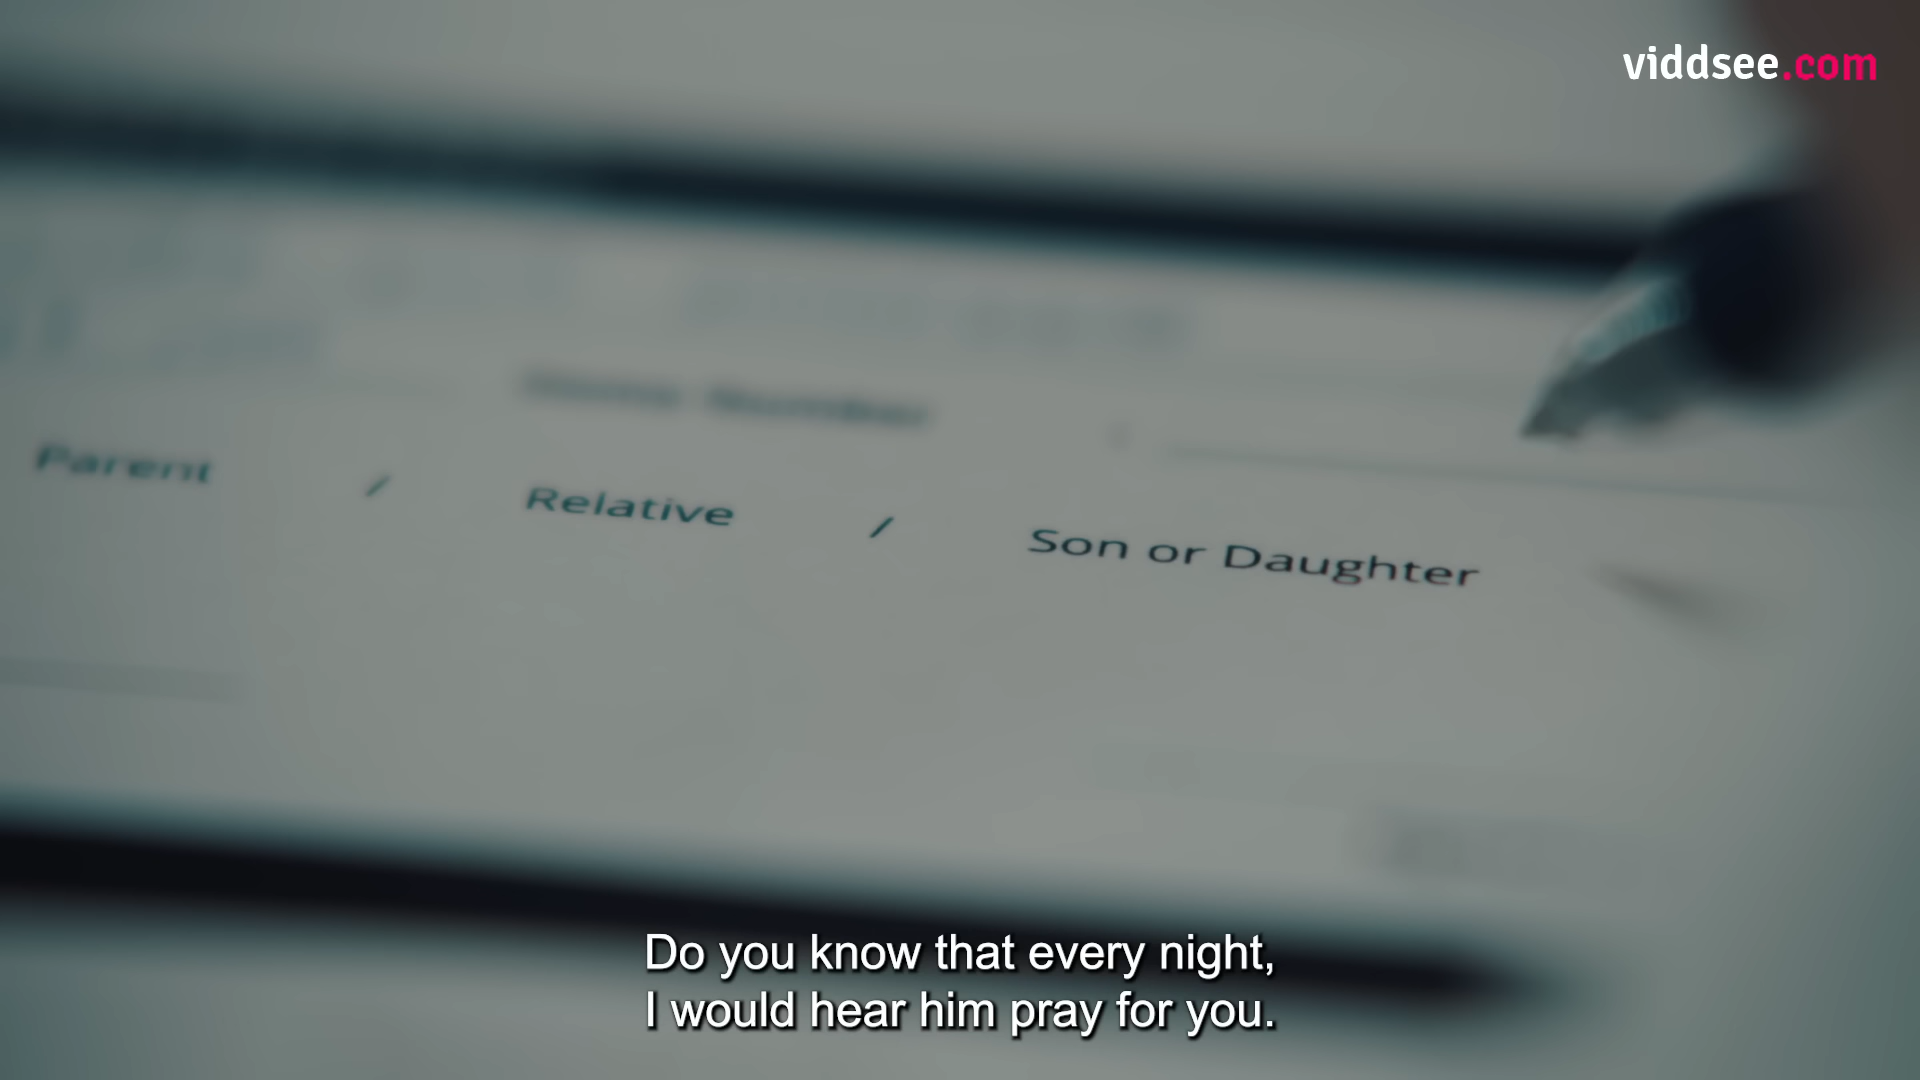 viddsee.com
Number
Parent / Relative / Son or Daughter
Do you know that every night,
I would hear him pray for you.